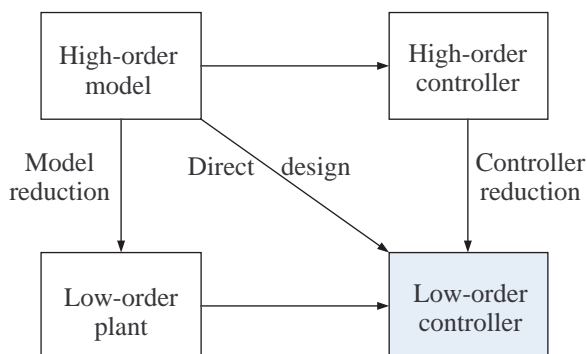 High-order
model
High-order
controller
Model
reduction
Direct design
Controller
reduction
Low-order
plant
Low-order
controller